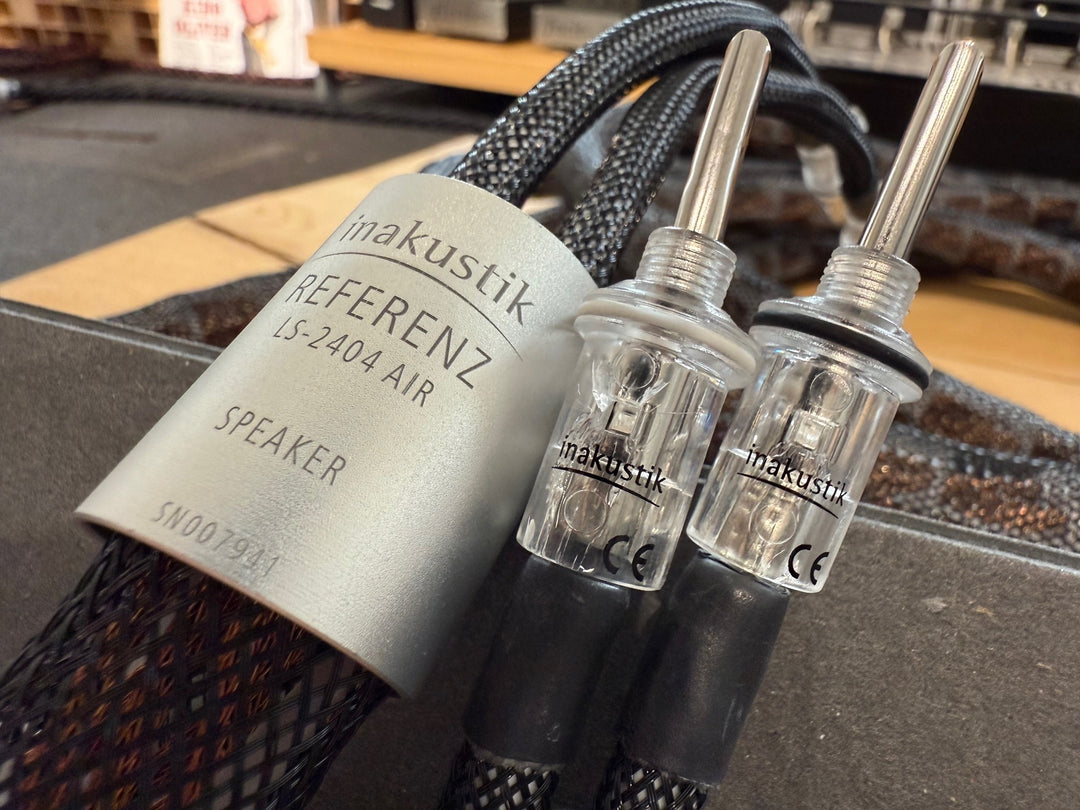 inakustik
REFERENZ
LS-2404 AIR
SPEAKER
SN007941
inakustik
CE
inakustik
CE